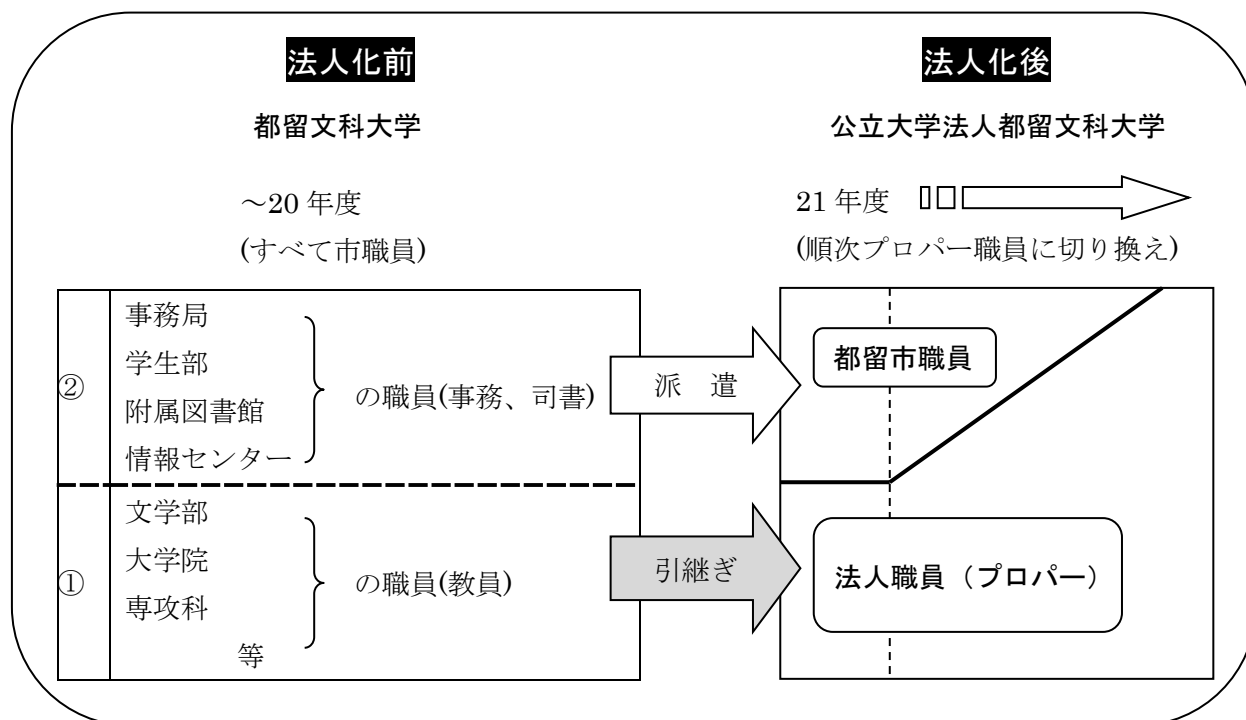 法人化前
都留文科大学
～20 年度
(すべて市職員)
②
事務局
学生部
附属図書館
情報センター
の職員(事務、司書)
①
文学部
大学院
専攻科
等
の職員(教員)
派　遣
引継ぎ
法人化後
公立大学法人都留文科大学
21 年度
(順次プロパー職員に切り換え)
都留市職員
法人職員（プロパー）